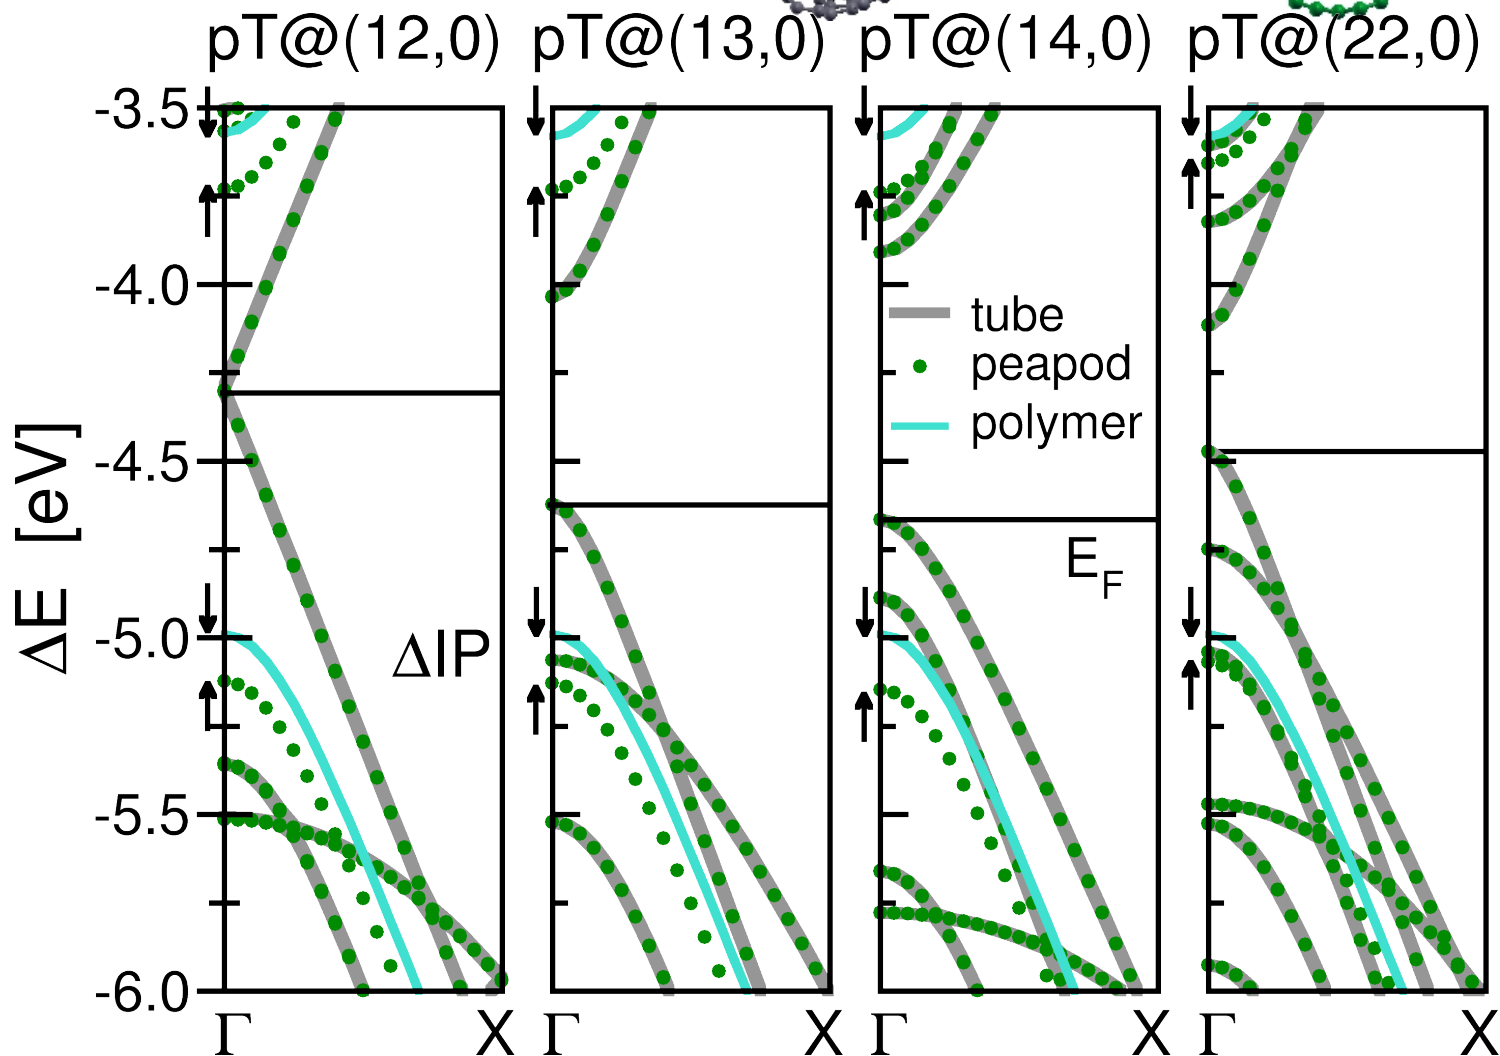 pT@(12,0) pT@(13,0) pT@(14,0) pT@(22,0)
-3.5
-4.0
tube
peapod
polymer
-4.5
E_F
-5.0
ΔIP
-5.5
-6.0
ΔE [eV]
Γ X Γ X Γ X Γ X